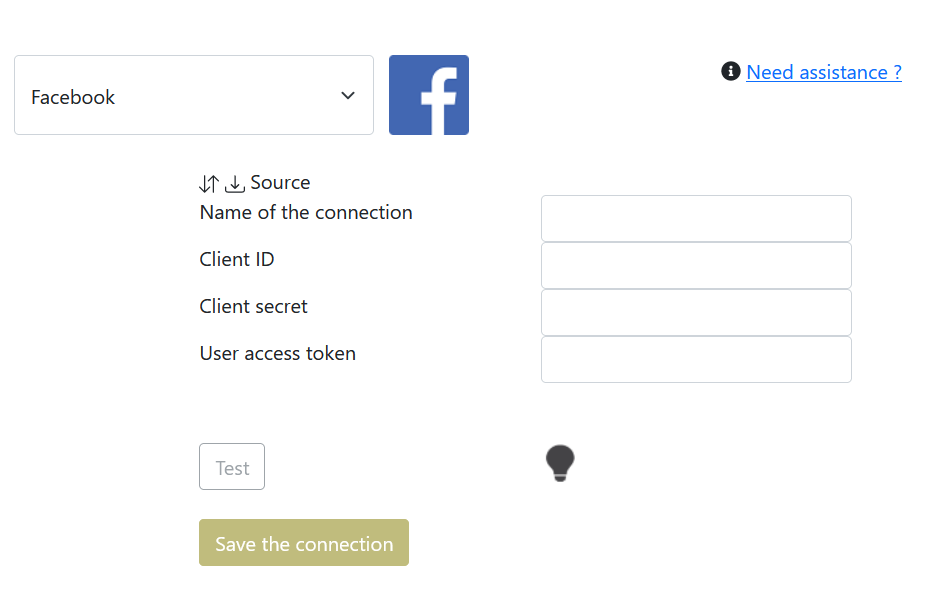 Facebook
Need assistance ?
Source
Name of the connection
Client ID
Client secret
User access token
Test
Save the connection